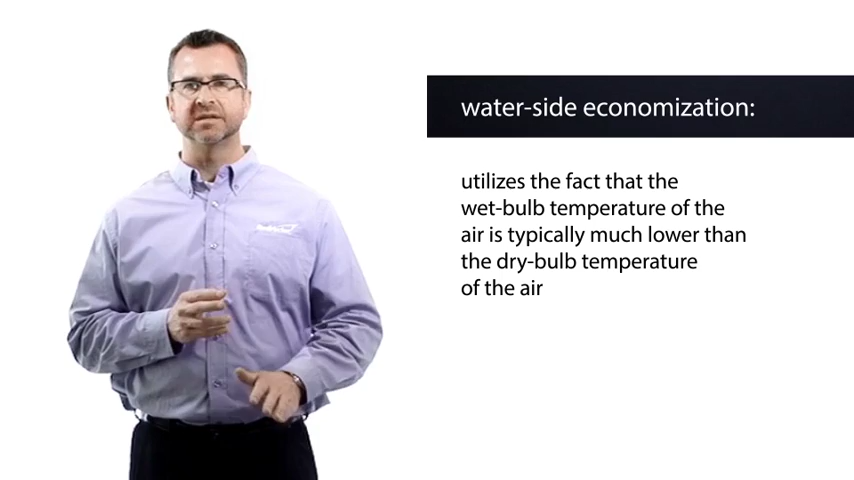 water-side economization:
utilizes the fact that the
wet-bulb temperature of the
air is typically much lower than
the dry-bulb temperature
of the air